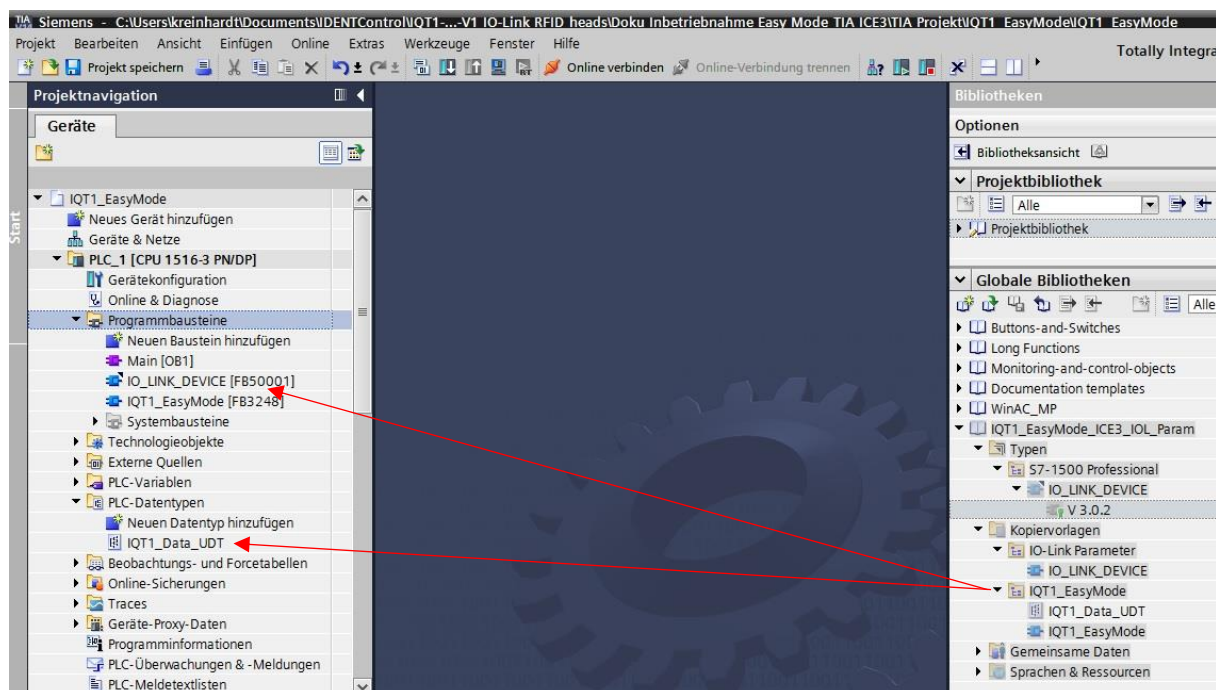 Siemens - C:\Users\kreinhardt\Documents\IDENTControl\IQT1-...-V1 IO-Link RFID heads\Doku Inbetriebnahme Easy Mode TIA ICE3\TIA Projekt\IQT1_EasyMode\IQT1_EasyMode
Projekt Bearbeiten Ansicht Einfügen Online Extras Werkzeuge Fenster Hilfe
Totally Integra
Projekt speichern Online verbinden Online-Verbindung trennen
Projektnavigation
Geräte
Start
IQT1_EasyMode
Neues Gerät hinzufügen
Geräte & Netze
PLC_1 [CPU 1516-3 PN/DP]
Gerätekonfiguration
Online & Diagnose
Programmbausteine
Neuen Baustein hinzufügen
Main [OB1]
IO_LINK_DEVICE [FB50001]
IQT1_EasyMode [FB3248]
Systembausteine
Technologieobjekte
Externe Quellen
PLC-Variablen
PLC-Datentypen
Neuen Datentyp hinzufügen
IQT1_Data_UDT
Beobachtungs- und Forcetabellen
Online-Sicherungen
Traces
Geräte-Proxy-Daten
Programminformationen
PLC-Überwachungen & -Meldungen
PLC-Meldetextlisten
Bibliotheken
Optionen
Bibliotheksansicht
Projektbibliothek
Alle
Projektbibliothek
Globale Bibliotheken
Alle
Buttons-and-Switches
Long Functions
Monitoring-and-control-objects
Documentation templates
WinAC_MP
IQT1_EasyMode_ICE3_IOL_Param
Typen
S7-1500 Professional
IO_LINK_DEVICE
V 3.0.2
Kopiervorlagen
IO-Link Parameter
IO_LINK_DEVICE
IQT1_EasyMode
IQT1_Data_UDT
IQT1_EasyMode
Gemeinsame Daten
Sprachen & Ressourcen